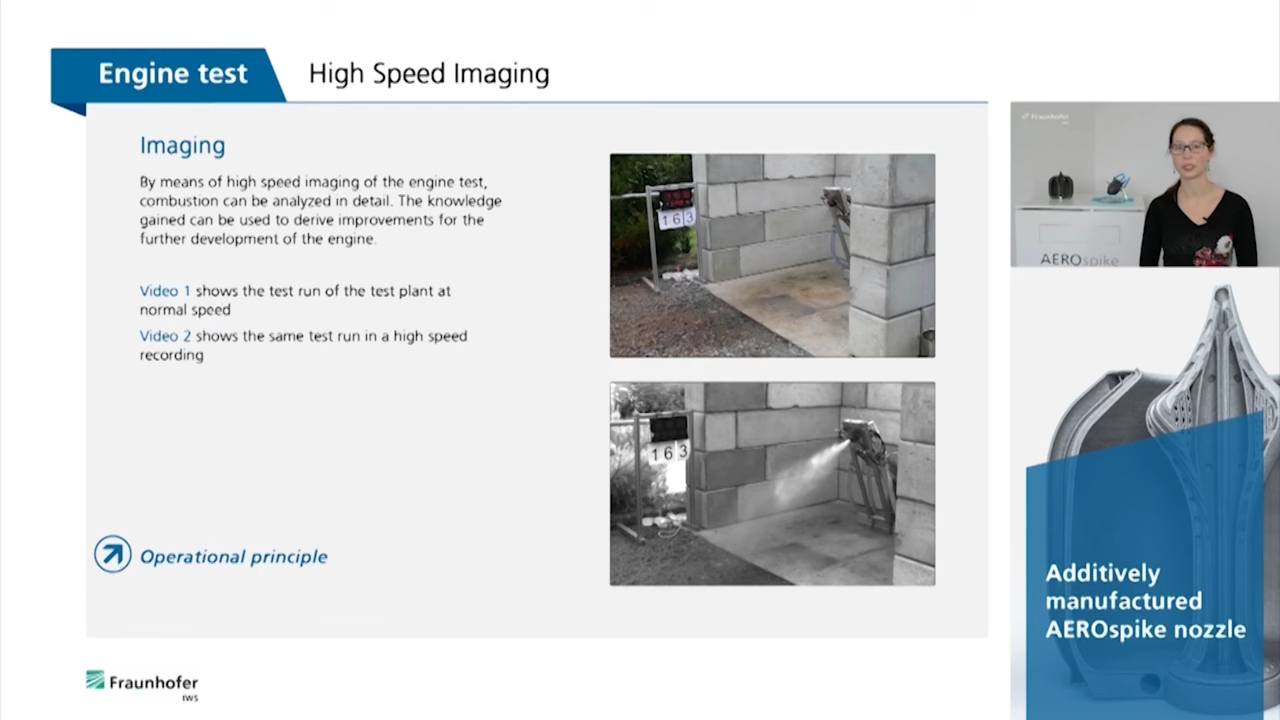 Engine test
High Speed Imaging
Imaging
By means of high speed imaging of the engine test,
combustion can be analyzed in detail. The knowledge
gained can be used to derive improvements for the
further development of the engine.
Video 1 shows the test run of the test plant at
normal speed
Video 2 shows the same test run in a high speed
recording
Operational principle
163
163
Fraunhofer
IWS
Fraunhofer
AEROspike
Additively
manufactured
AEROspike nozzle